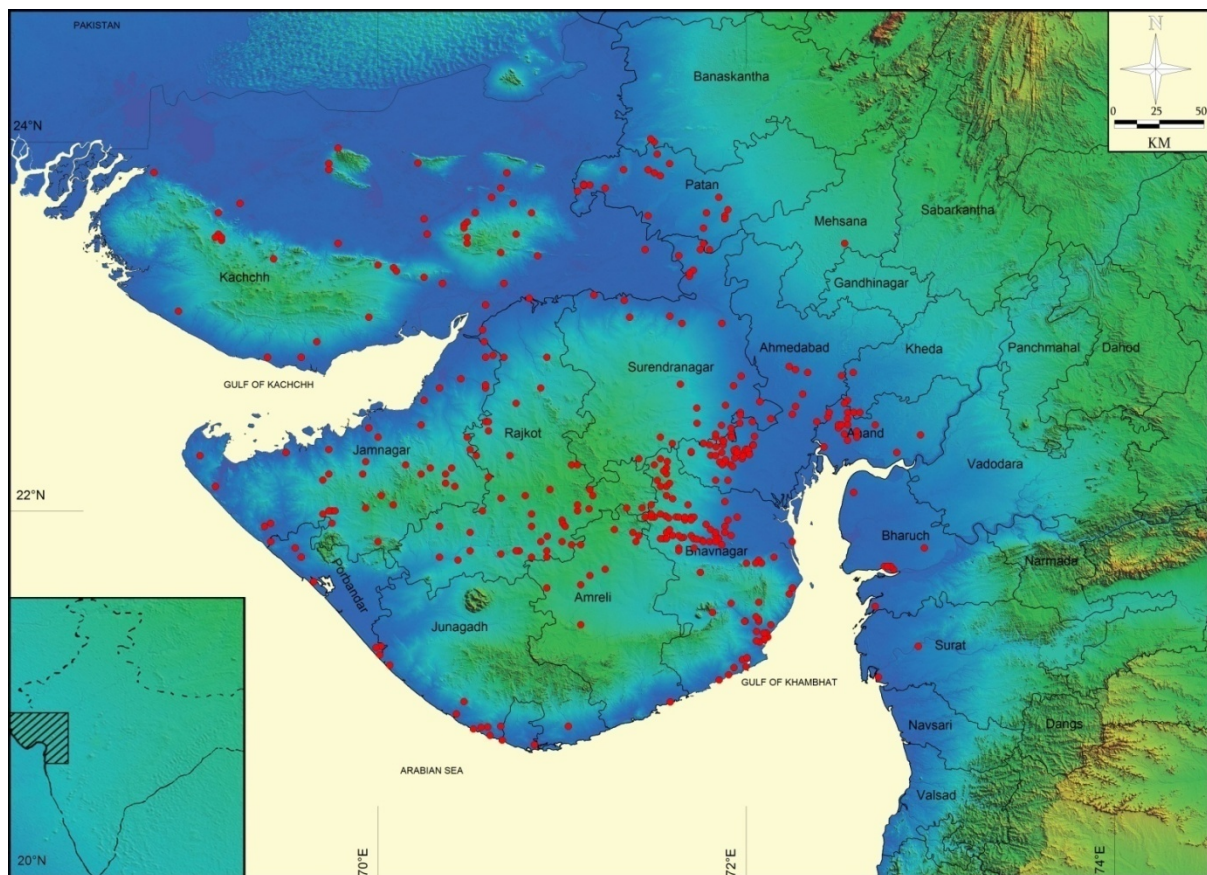 PAKISTAN
N
Banaskantha
0 25 50
KM
24°N
Patan
Mehsana
Sabarkantha
Kachchh
Gandhinagar
Ahmedabad
Kheda
Panchmahal
Dahod
Surendranagar
GULF OF KACHCHH
Rajkot
Anand
Jamnagar
Vadodara
22°N
Bharuch
Bhavnagar
Narmada
Porbandar
Amreli
Junagadh
Surat
GULF OF KHAMBHAT
Navsari
Dangs
ARABIAN SEA
Valsad
20°N
70°E
72°E
74°E